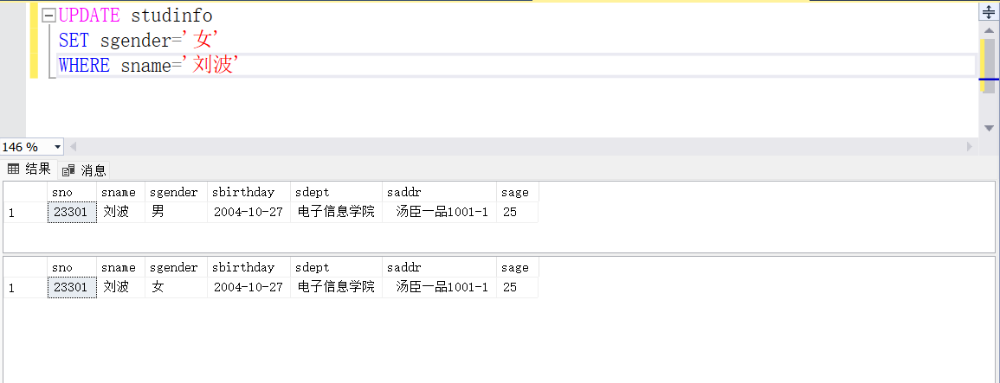 UPDATE studinfo
SET sgender='女'
WHERE sname='刘波'
146 %
结果 消息
sno sname sgender sbirthday sdept saddr sage
1 23301 刘波 男 2004-10-27 电子信息学院 汤臣一品1001-1 25
sno sname sgender sbirthday sdept saddr sage
1 23301 刘波 女 2004-10-27 电子信息学院 汤臣一品1001-1 25